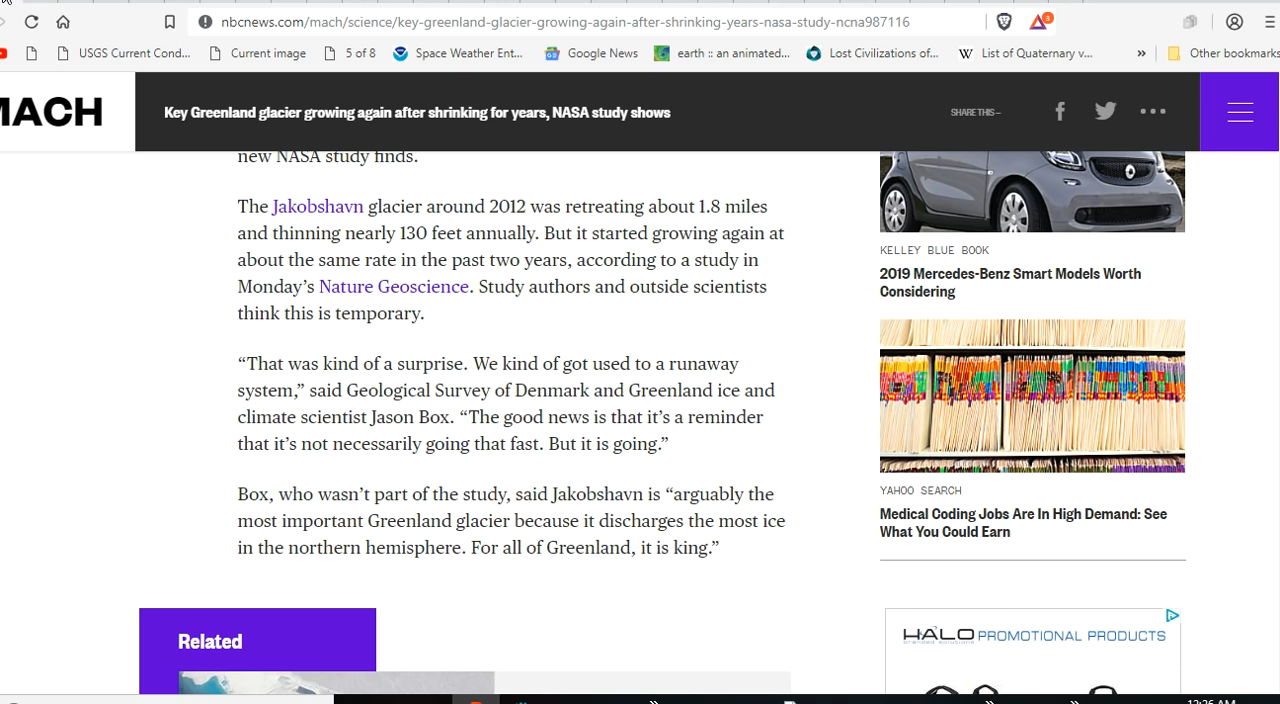 nbcnews.com/mach/science/key-greenland-glacier-growing-again-after-shrinking-years-nasa-study-ncna987116
3
USGS Current Cond...
Current image
5 of 8
Space Weather Ent...
Google News
earth :: an animated...
Lost Civilizations of...
W
List of Quaternary v...
»
Other bookmarks
MACH
Key Greenland glacier growing again after shrinking for years, NASA study shows
SHARE THIS —
new NASA study finds.
The Jakobshavn glacier around 2012 was retreating about 1.8 miles
and thinning nearly 130 feet annually. But it started growing again at
about the same rate in the past two years, according to a study in
Monday’s Nature Geoscience. Study authors and outside scientists
think this is temporary.
“That was kind of a surprise. We kind of got used to a runaway
system,” said Geological Survey of Denmark and Greenland ice and
climate scientist Jason Box. “The good news is that it’s a reminder
that it’s not necessarily going that fast. But it is going.”
Box, who wasn’t part of the study, said Jakobshavn is “arguably the
most important Greenland glacier because it discharges the most ice
in the northern hemisphere. For all of Greenland, it is king.”
Related
KELLEY BLUE BOOK
2019 Mercedes-Benz Smart Models Worth
Considering
YAHOO SEARCH
Medical Coding Jobs Are In High Demand: See
What You Could Earn
HALO PROMOTIONAL PRODUCTS
12:26 AM